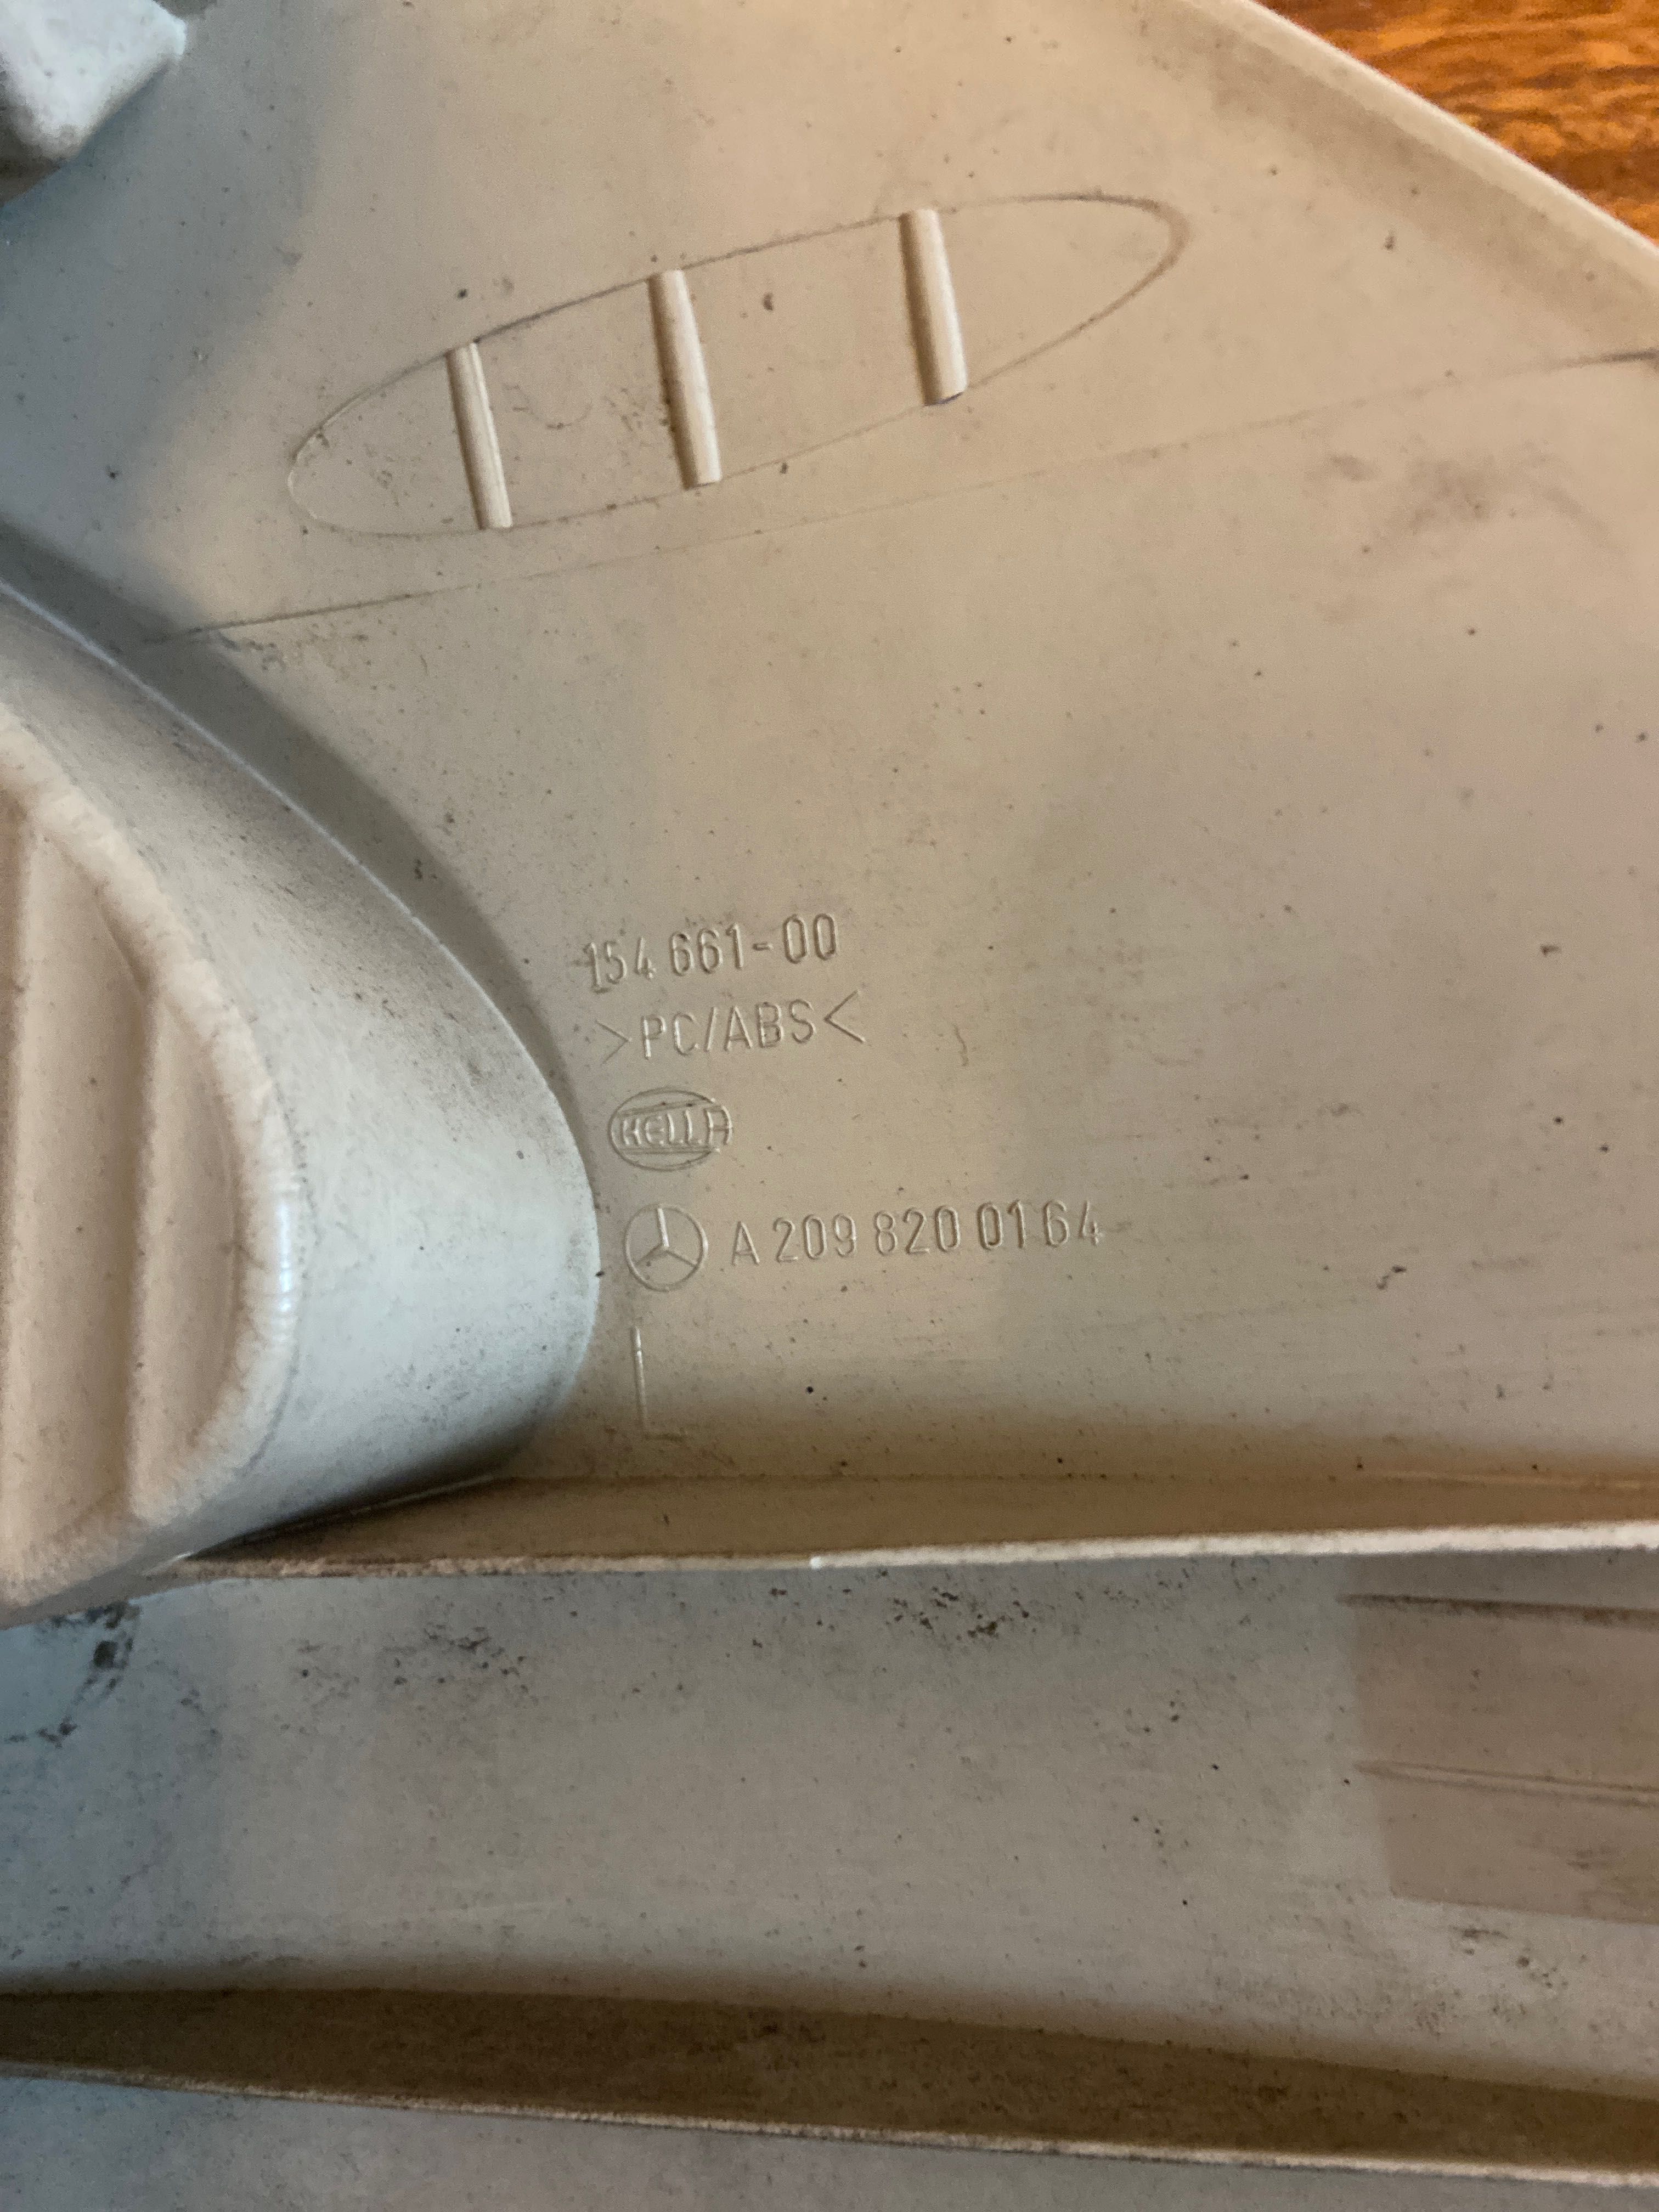 154 661-00
>PC/ABS<
HELLA
A 209 820 01 64
L